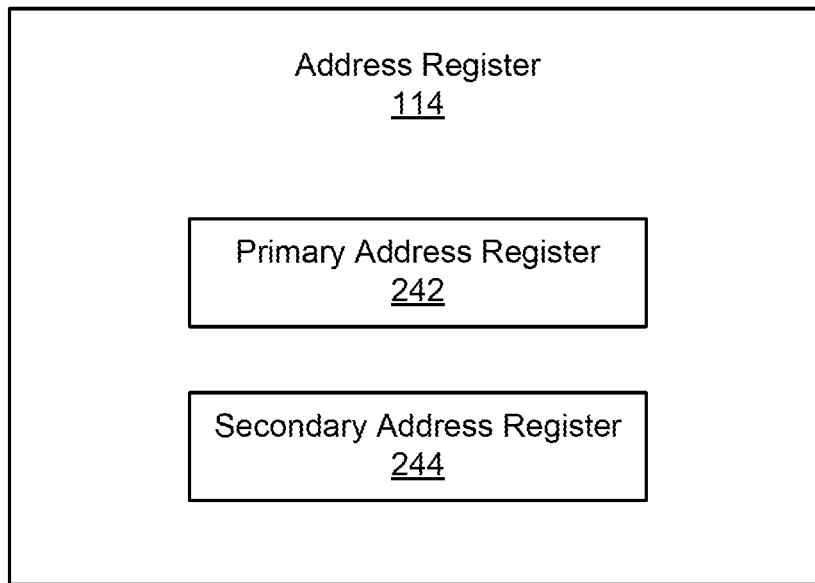 Address Register
114
Primary Address Register
242
Secondary Address Register
244